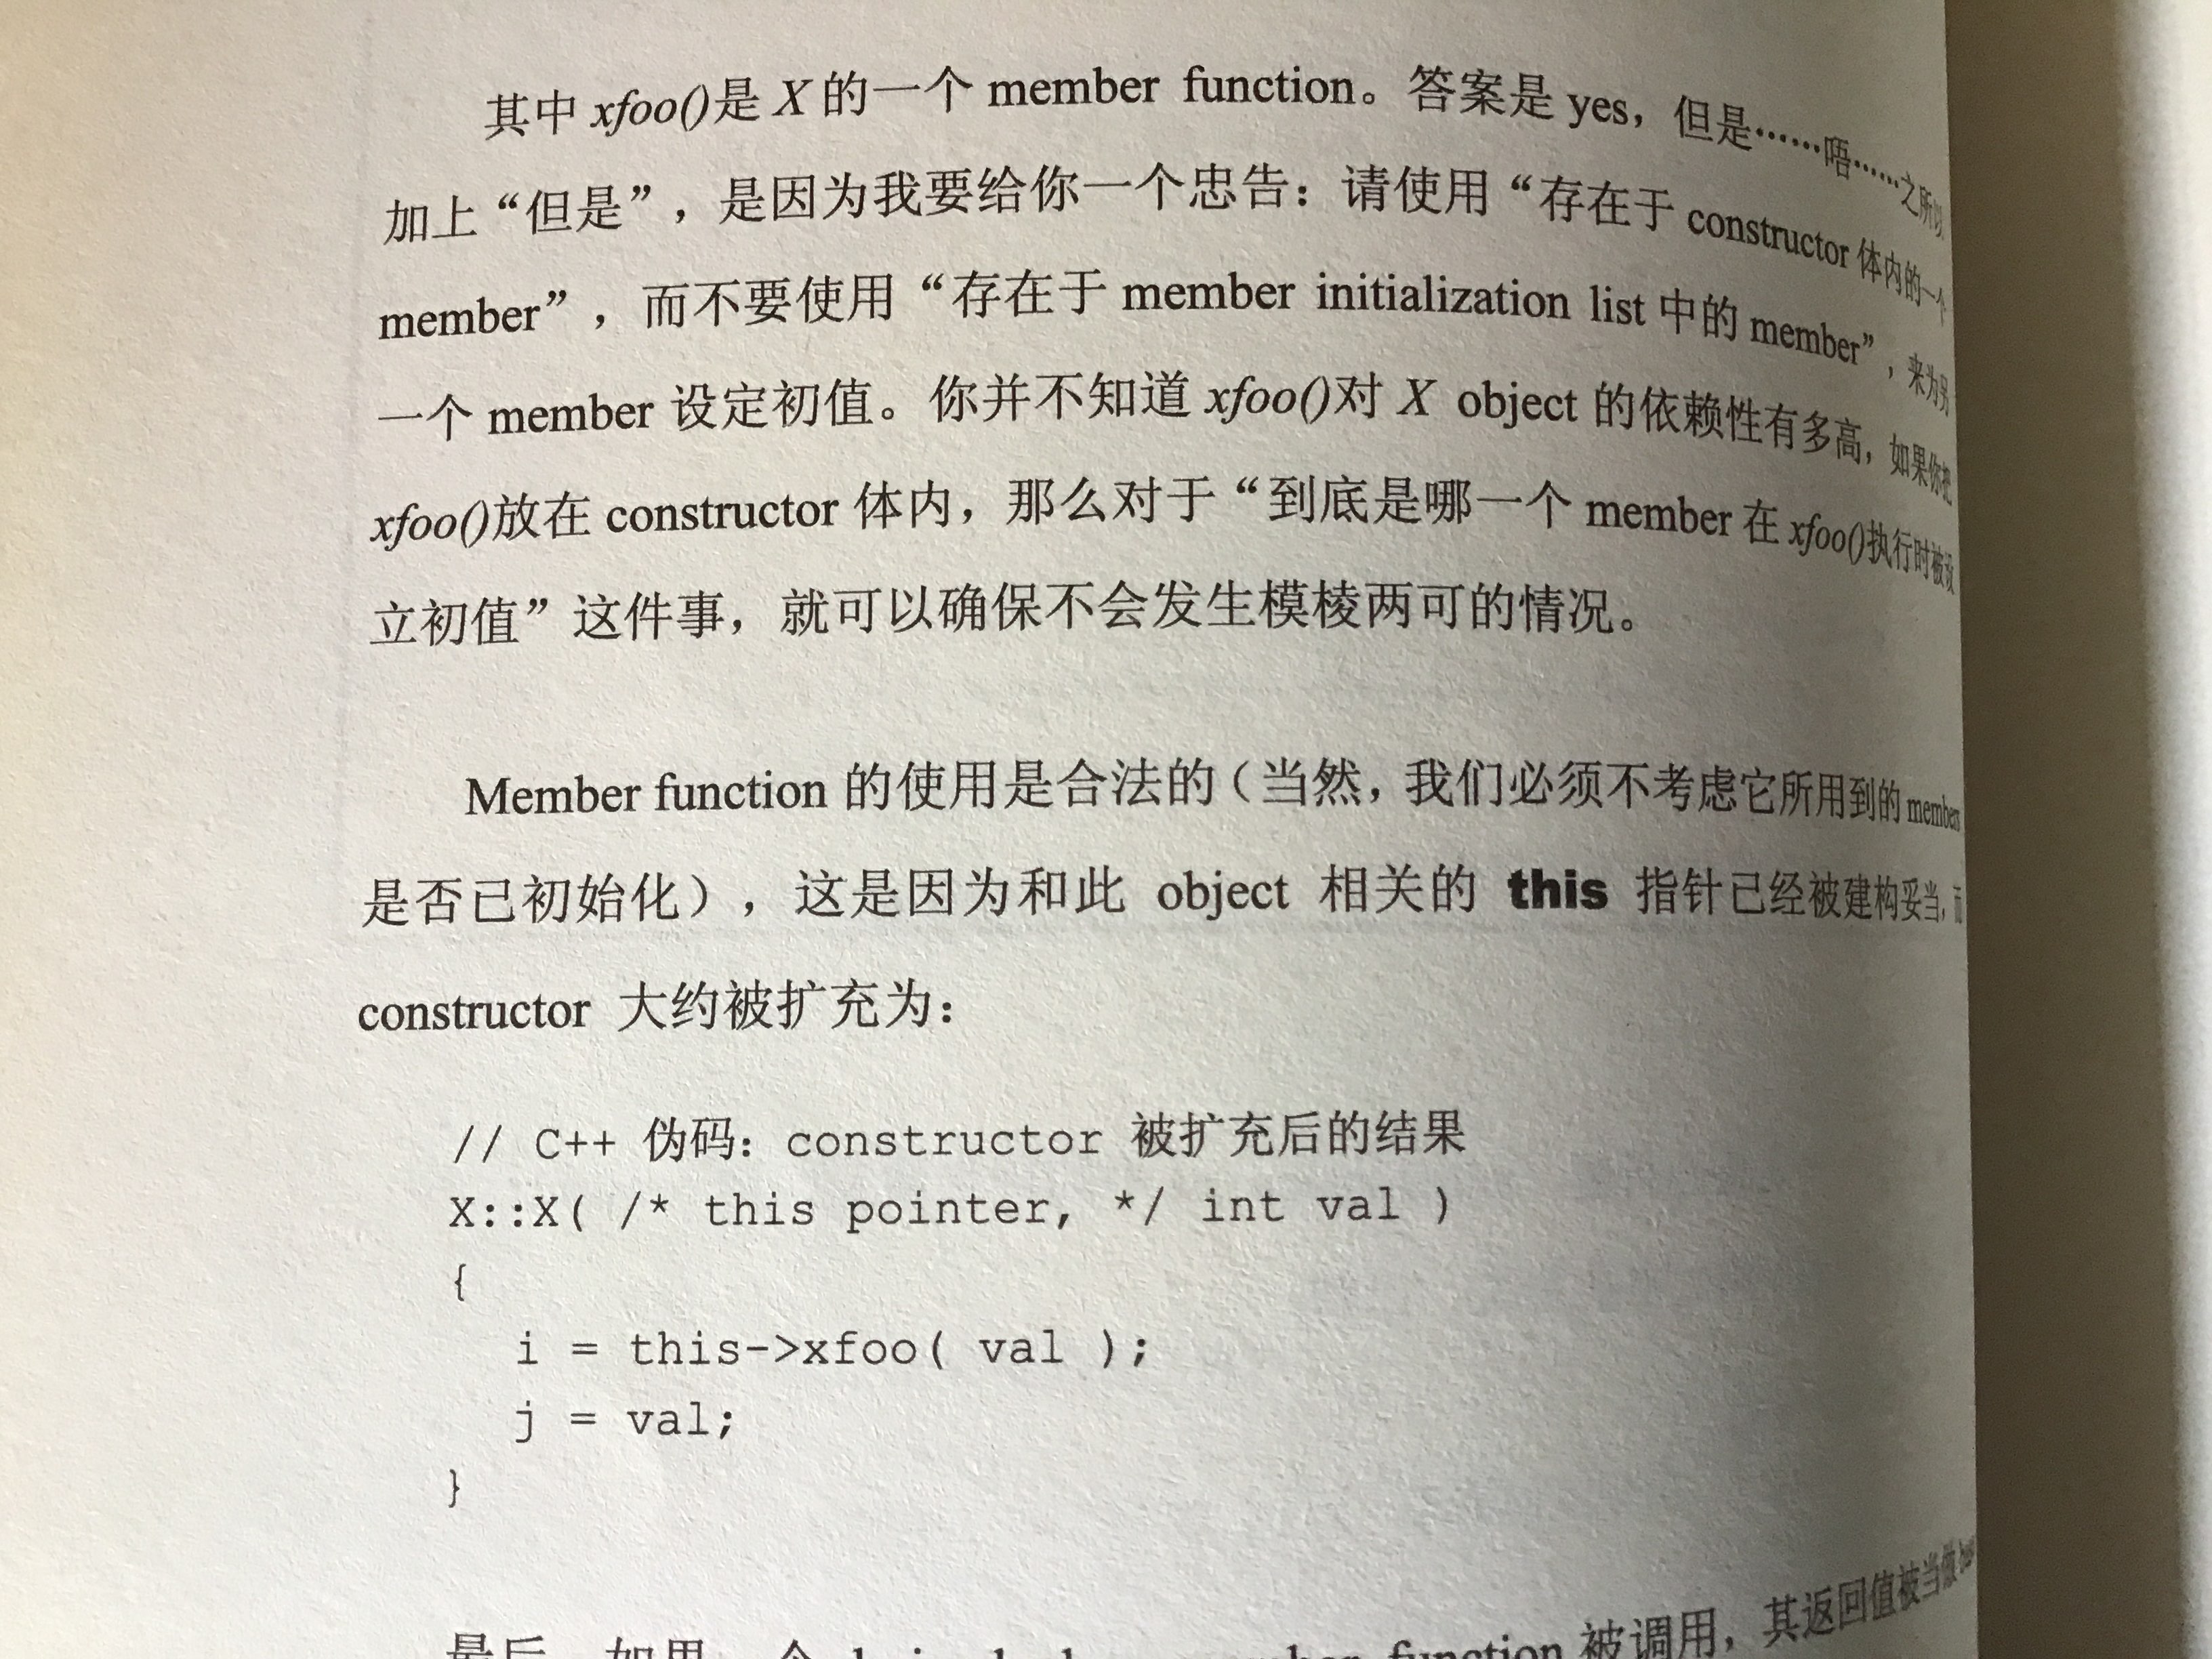 其中 xfoo()是 X 的一个 member function。答案是 yes，但是……唔……之所以
加上“但是”，是因为我要给你一个忠告：请使用“存在于 constructor 体内的一个
member”，而不要使用“存在于 member initialization list 中的 member”，来为另
一个 member 设定初值。你并不知道 xfoo()对 X object 的依赖性有多高，如果你把
xfoo()放在 constructor 体内，那么对于“到底是哪一个 member 在 xfoo()执行时被设
立初值”这件事，就可以确保不会发生模棱两可的情况。
Member function 的使用是合法的（当然，我们必须不考虑它所用到的 members
是否已初始化），这是因为和此 object 相关的 this 指针已经被建构妥当，而
constructor 大约被扩充为：
// C++ 伪码：constructor 被扩充后的结果
X::X( /* this pointer, */ int val )
{
i = this->xfoo( val );
j = val;
}
最后，如果一个 function 被调用，其返回值被当做